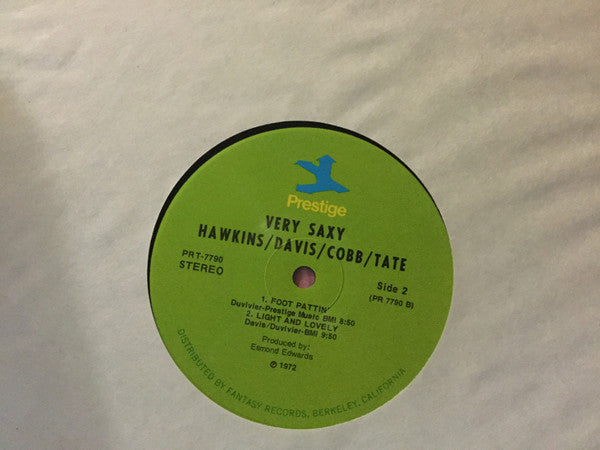 Prestige
VERY SAXY
HAWKINS/DAVIS/COBB/TATE
PRT-7790
STEREO
Side 2
(PR 7790 B)
1. FOOT PATTIN'
Duvivier-Prestige Music BMI 8:50
2. LIGHT AND LOVELY
Davis/Duvivier-BMI 9:50
Produced by:
Esmond Edwards
℗ 1972
DISTRIBUTED BY FANTASY RECORDS, BERKELEY, CALIFORNIA